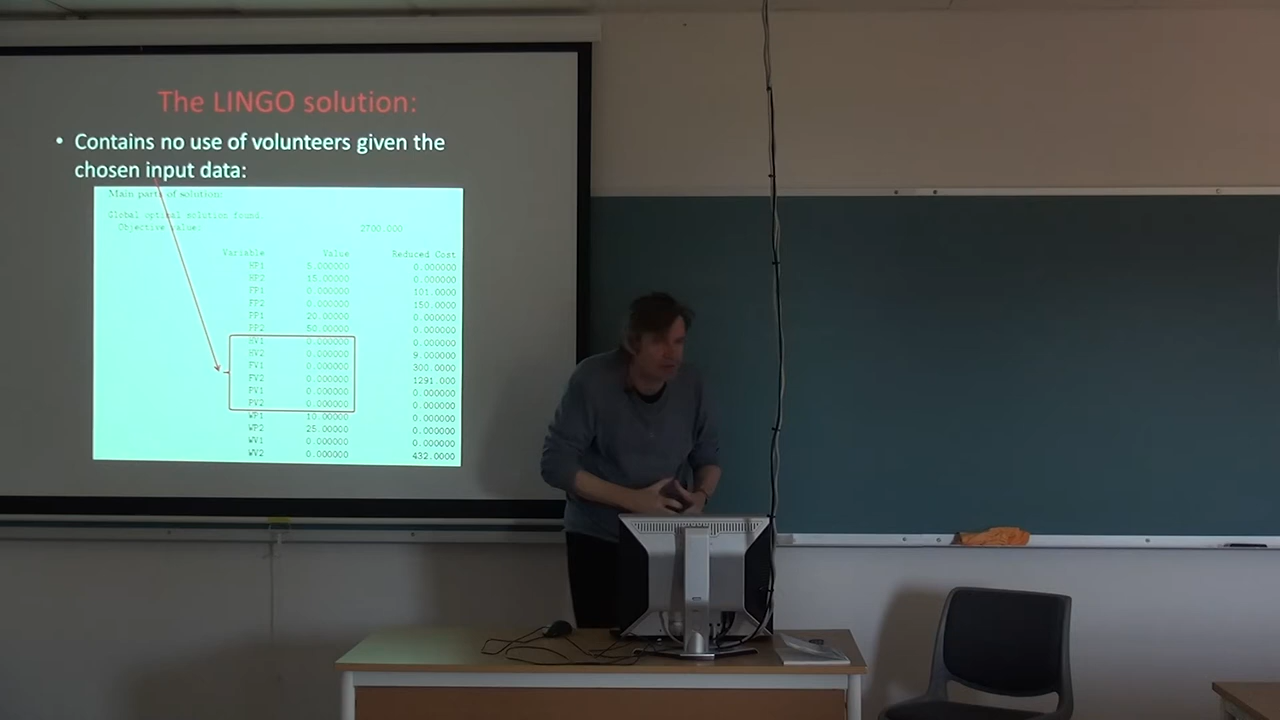 The LINGO solution:
• Contains no use of volunteers given the
chosen input data:
Main parts of solution:
Global optimal solution found.
Objective value: 2700.000
Variable Value Reduced Cost
HP1 5.000000 0.000000
HP2 15.00000 0.000000
FP1 0.000000 101.0000
FP2 0.000000 150.0000
PP1 20.00000 0.000000
PP2 50.00000 0.000000
HV1 0.000000 0.000000
HV2 0.000000 9.000000
FV1 0.000000 300.0000
FV2 0.000000 1291.000
PV1 0.000000 0.000000
PV2 0.000000 0.000000
WP1 10.00000 0.000000
WP2 25.00000 0.000000
WV1 0.000000 0.000000
WV2 0.000000 432.0000